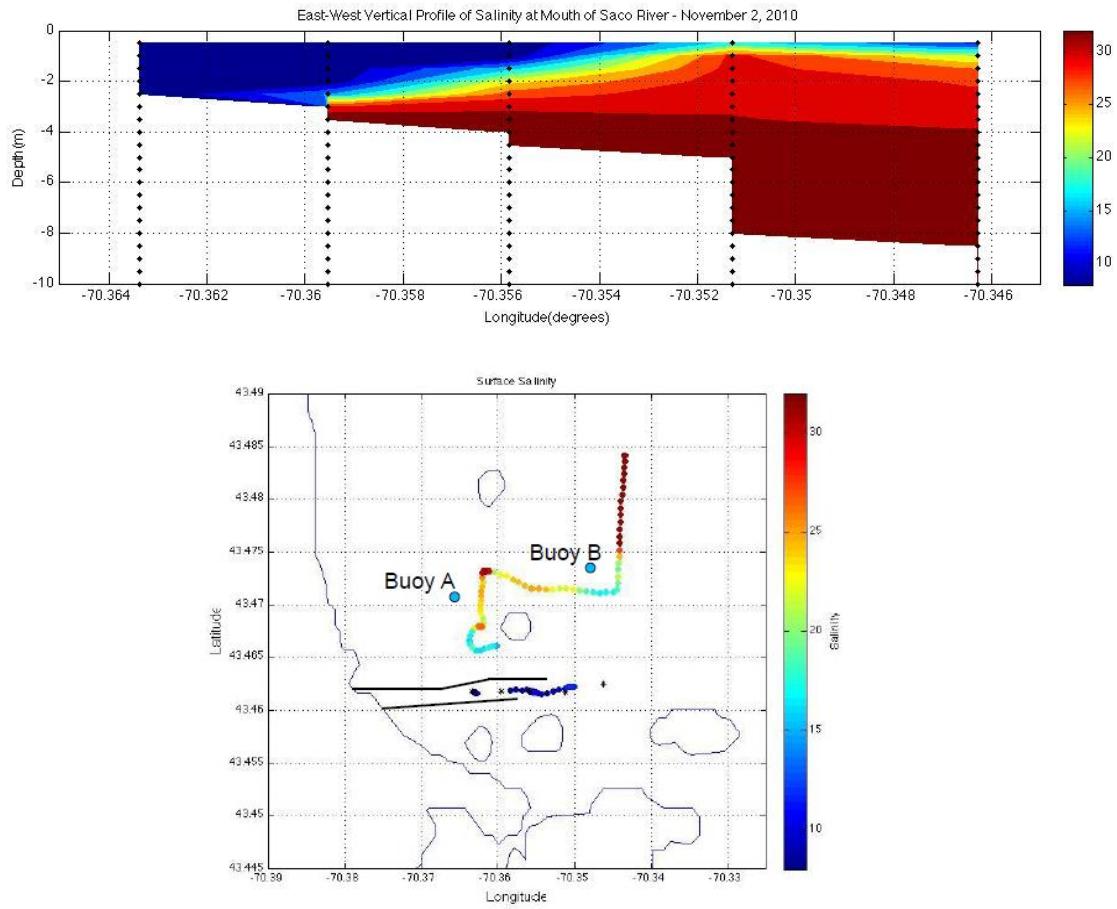 East-West Vertical Profile of Salinity at Mouth of Saco River - November 2, 2010
0
-2
-4
-6
-8
-10
Depth(m)
-70.364 -70.362 -70.36 -70.358 -70.356 -70.354 -70.352 -70.35 -70.348 -70.346
Longitude(degrees)
30
25
20
15
10
Surface Salinity
43.49
43.485
43.48
43.475
43.47
43.465
43.46
43.455
43.45
43.445
Latitude
Buoy B
Buoy A
-70.39 -70.38 -70.37 -70.36 -70.35 -70.34 -70.33
Longitude
30
25
20
15
10
Salinity